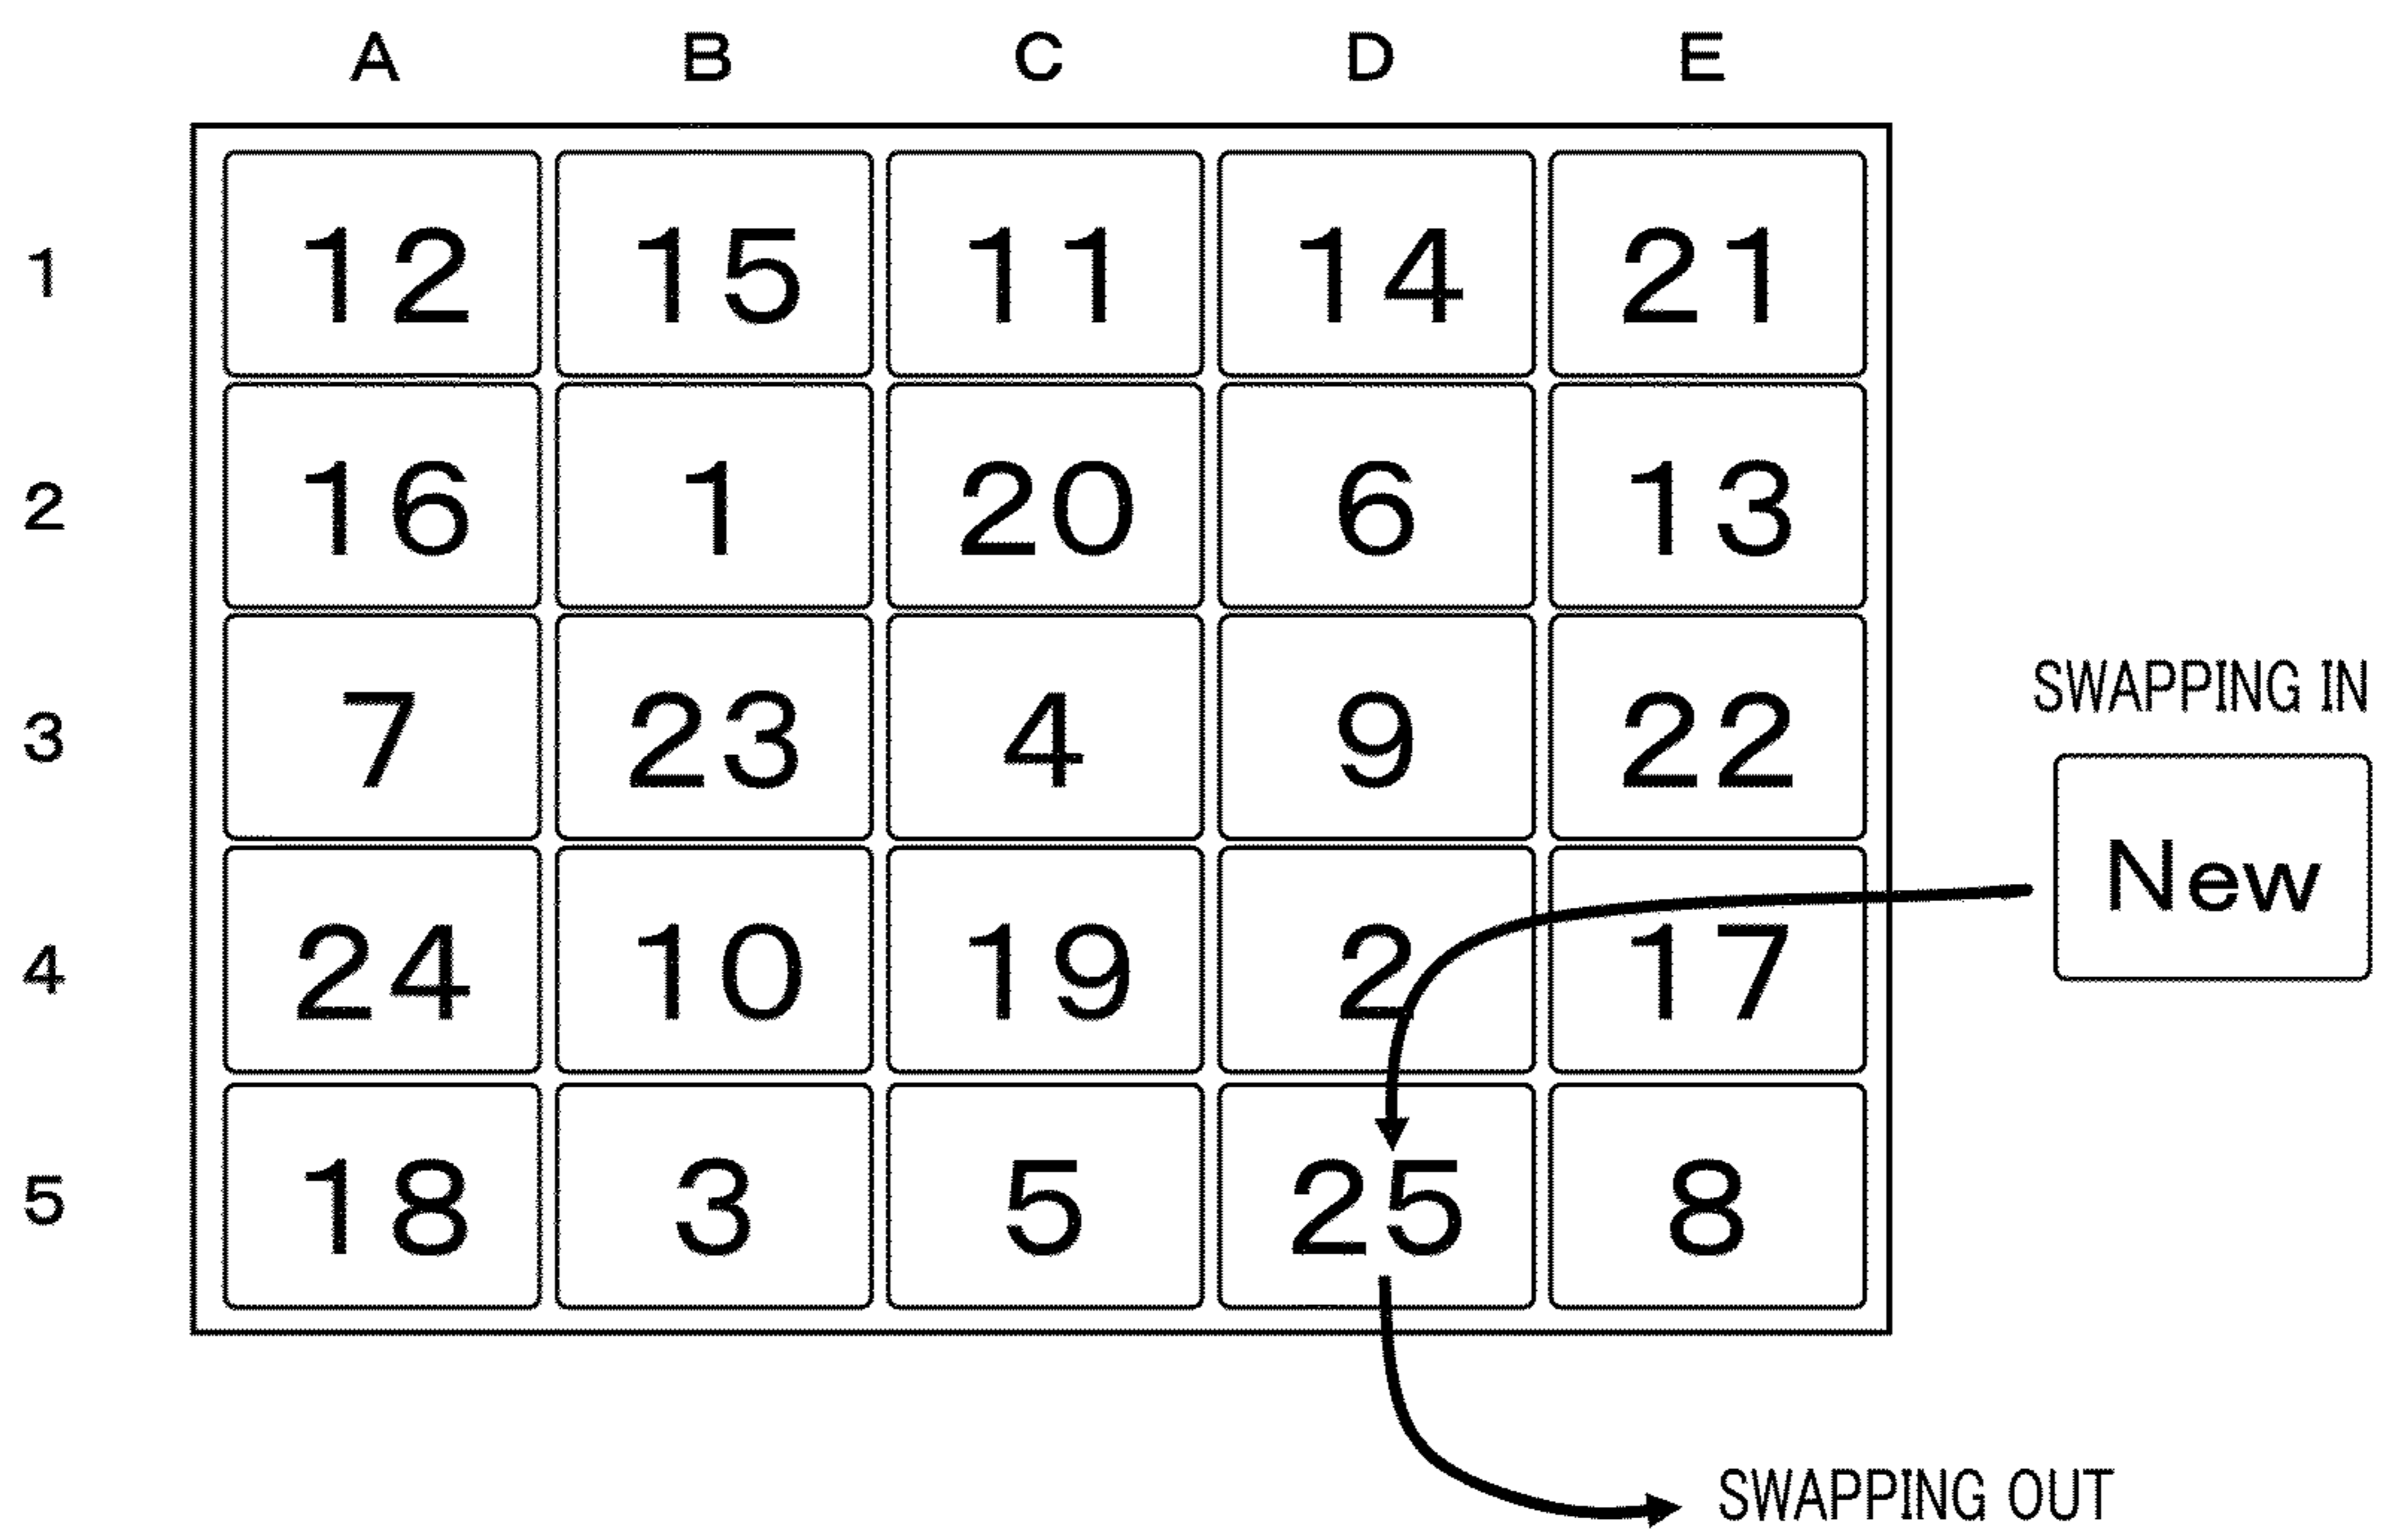 A B C D E
1 12 15 11 14 21
2 16 1 20 6 13
3 7 23 4 9 22
SWAPPING IN
New
4 24 10 19 2 17
5 18 3 5 25 8
SWAPPING OUT